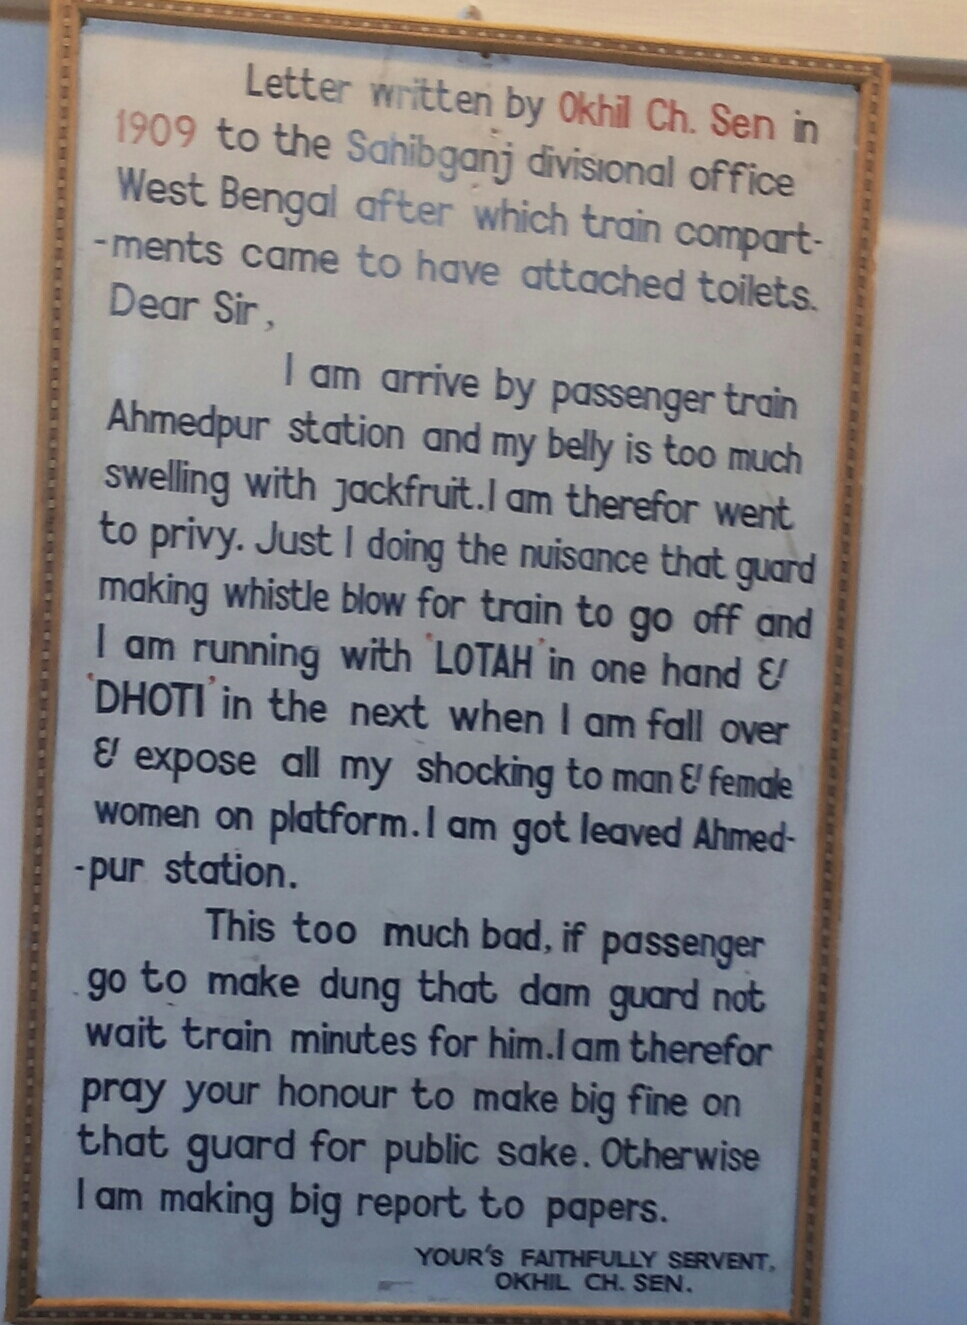 Letter written by Okhil Ch. Sen in
1909 to the Sahibganj divisional office
West Bengal after which train compart-
-ments came to have attached toilets.
Dear Sir,
I am arrive by passenger train
Ahmedpur station and my belly is too much
swelling with jackfruit. I am therefor went
to privy. Just I doing the nuisance that guard
making whistle blow for train to go off and
I am running with 'LOTAH' in one hand &
'DHOTI' in the next when I am fall over
& expose all my shocking to man & female
women on platform. I am got leaved Ahmed-
-pur station.
This too much bad, if passenger
go to make dung that dam guard not
wait train minutes for him. I am therefor
pray your honour to make big fine on
that guard for public sake. Otherwise
I am making big report to papers.
YOUR'S FAITHFULLY SERVENT,
OKHIL CH. SEN.